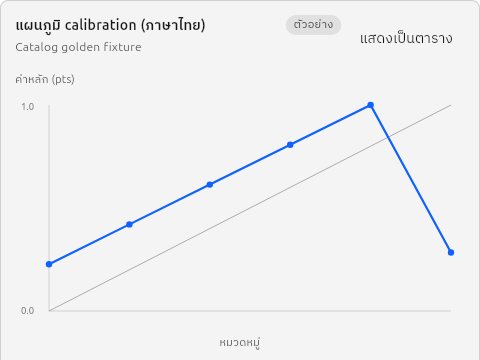 แผนภูมิ calibration (ภาษาไทย)
ตัวอย่าง
แสดงเป็นตาราง
Catalog golden fixture
ค่าหลัก (pts)
1.0
0.0
หมวดหมู่